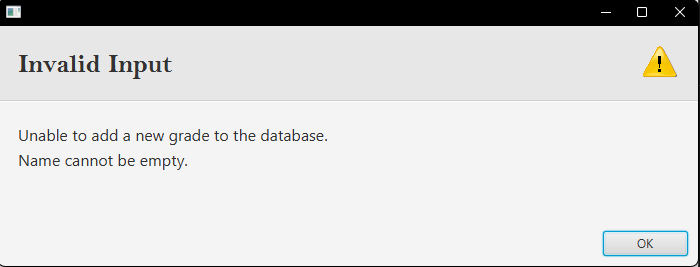 Invalid Input
Unable to add a new grade to the database.
Name cannot be empty.
OK